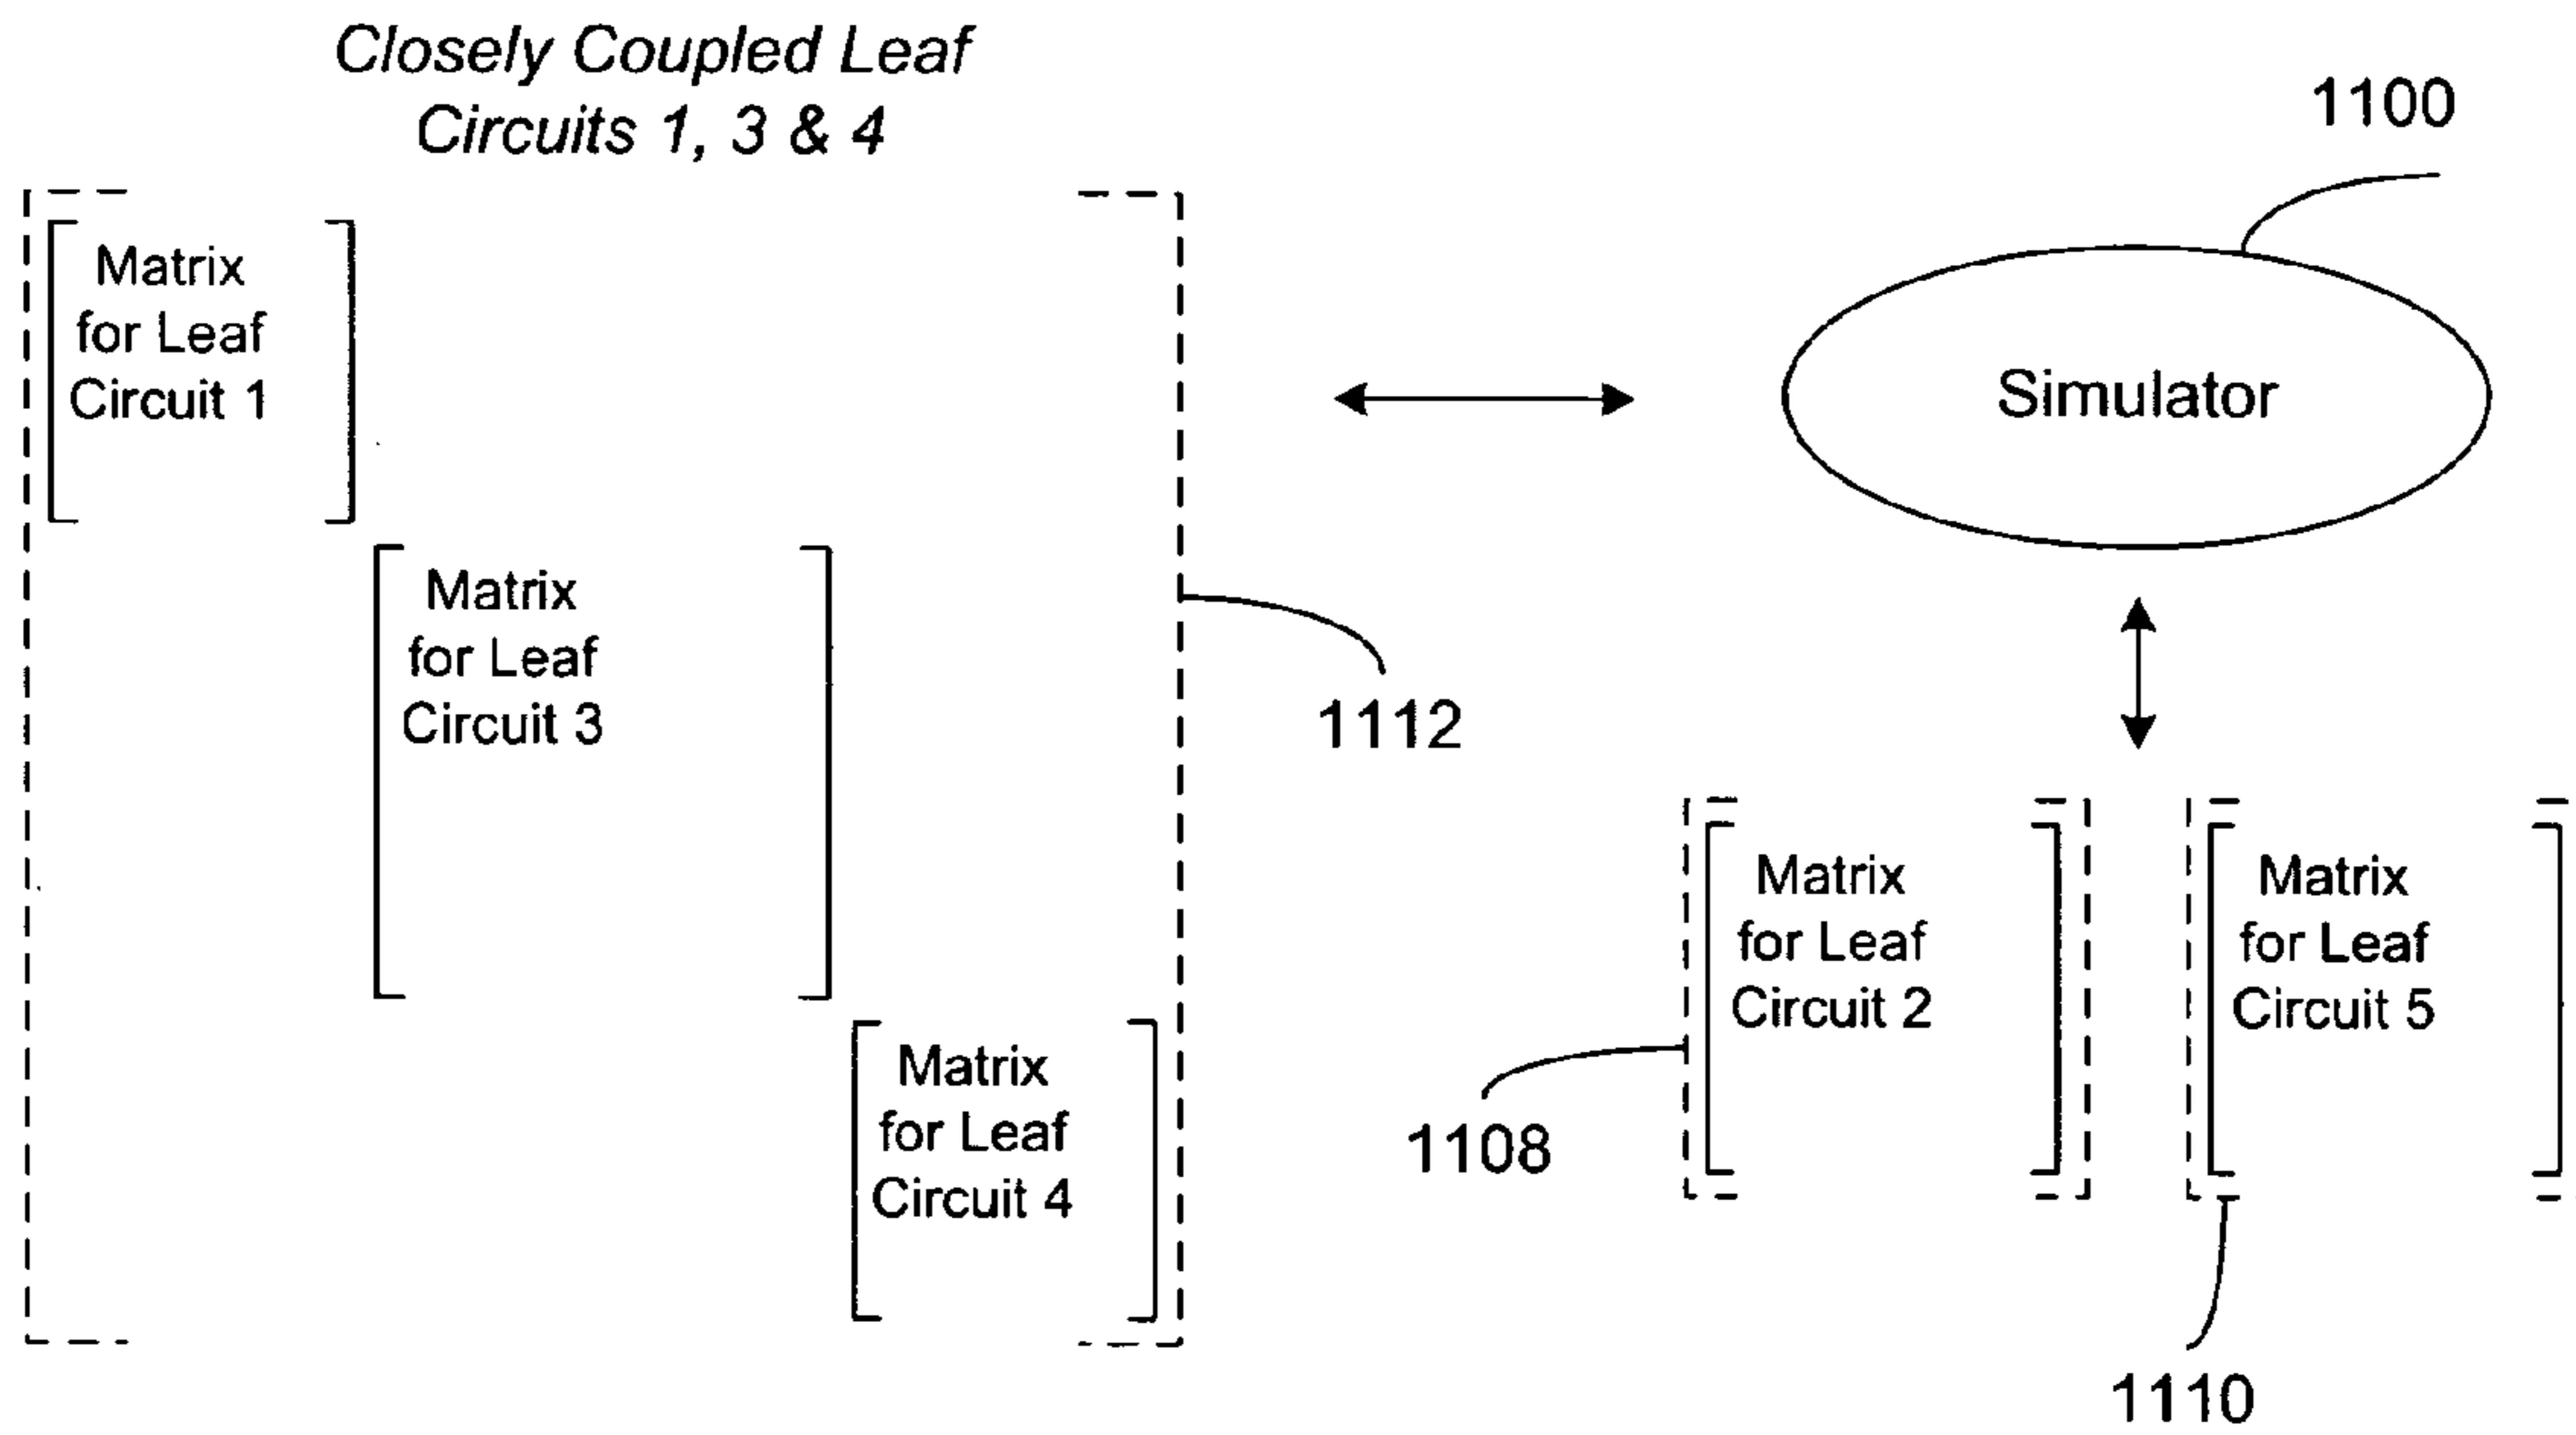 Closely Coupled Leaf
Circuits 1, 3 & 4
1100
Matrix
for Leaf
Circuit 1
Simulator
Matrix
for Leaf
Circuit 3
1112
Matrix
for Leaf
Circuit 2
Matrix
for Leaf
Circuit 5
Matrix
for Leaf
Circuit 4
1108
1110